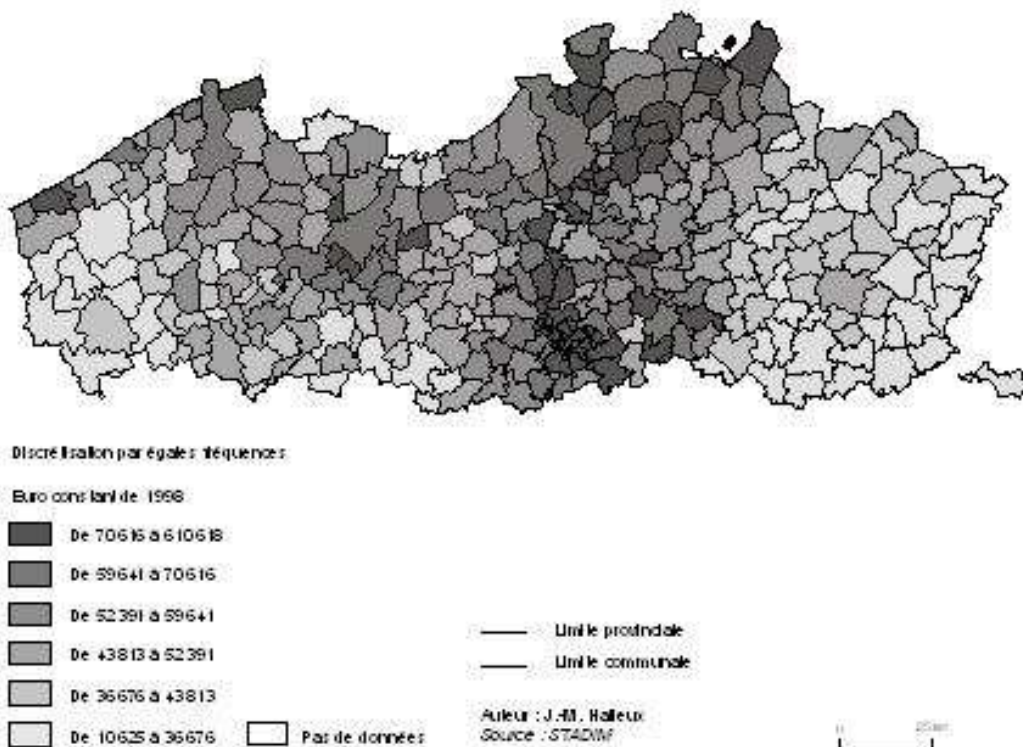 Discrétisation par égales fréquences
Euro constant de 1998
De 70616 à 610618
De 59641 à 70616
De 52391 à 59641
De 43813 à 52391
De 36676 à 43813
De 10625 à 36676
Pas de données
Limite provinciale
Limite communale
Auteur : J.-M. Halleux
Source : STADIM
0